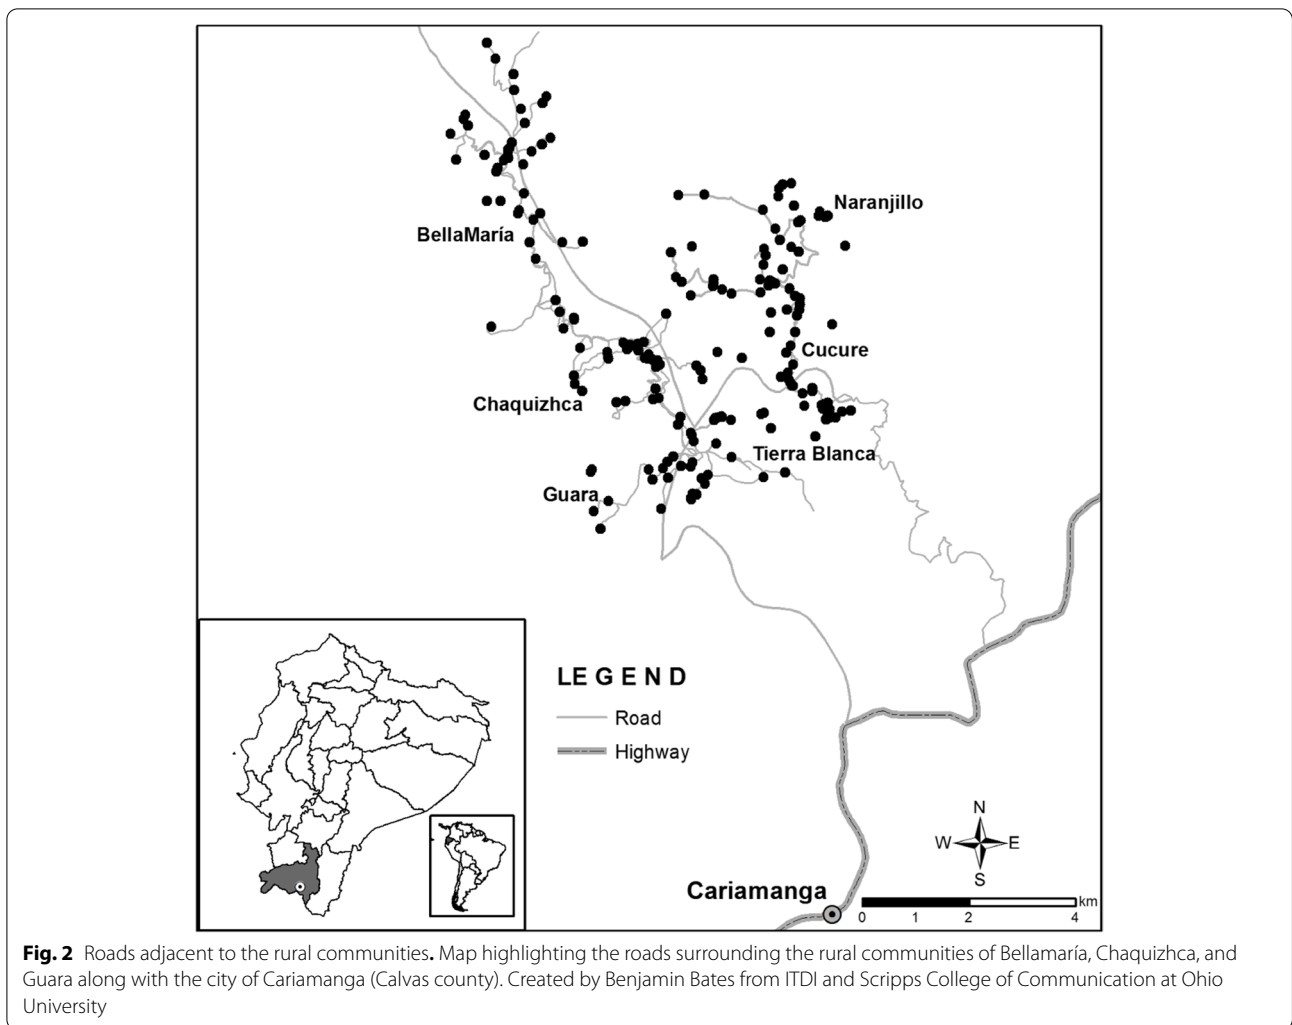 Naranjillo
BellaMaría
Cucure
Chaquizhca
Tierra Blanca
Guara
LEGEND
Road
Highway
N
W E
S
Cariamanga
km
0 1 2 4
Fig. 2 Roads adjacent to the rural communities. Map highlighting the roads surrounding the rural communities of Bellamaría, Chaquizhca, and
Guara along with the city of Cariamanga (Calvas county). Created by Benjamin Bates from ITDI and Scripps College of Communication at Ohio
University